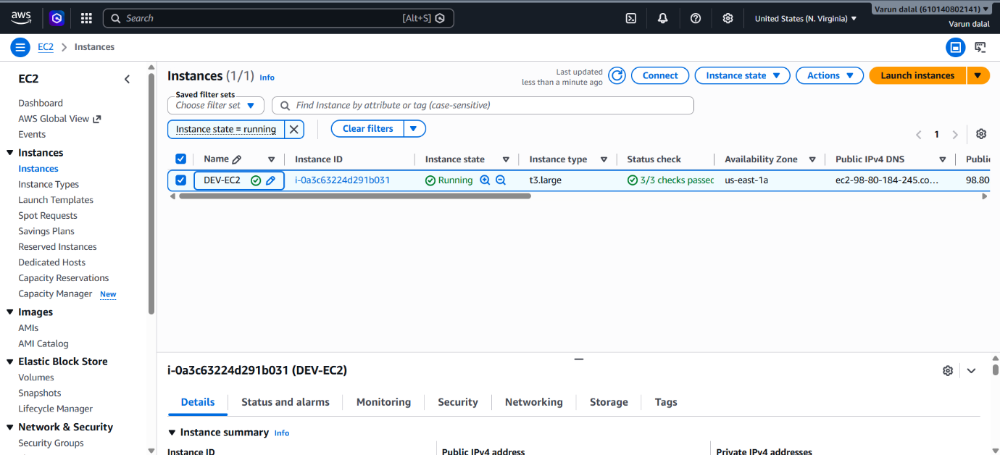 aws
Search [Alt+S]
United States (N. Virginia)
Varun dalal (610140802141)
Varun dalal
EC2 Instances
EC2
Dashboard
AWS Global View
Events
Instances
Instances
Instance Types
Launch Templates
Spot Requests
Savings Plans
Reserved Instances
Dedicated Hosts
Capacity Reservations
Capacity Manager New
Images
AMIs
AMI Catalog
Elastic Block Store
Volumes
Snapshots
Lifecycle Manager
Network & Security
Security Groups
Instances (1/1) Info
Last updated
less than a minute ago
Connect
Instance state
Actions
Launch instances
Saved filter sets
Choose filter set
Find Instance by attribute or tag (case-sensitive)
Instance state = running
Clear filters
1
Name Instance ID Instance state Instance type Status check Availability Zone Public IPv4 DNS Public
DEV-EC2 i-0a3c63224d291b031 Running t3.large 3/3 checks passec us-east-1a ec2-98-80-184-245.co... 98.80
i-0a3c63224d291b031 (DEV-EC2)
Details Status and alarms Monitoring Security Networking Storage Tags
Instance summary Info
Instance ID Public IPv4 address Private IPv4 addresses